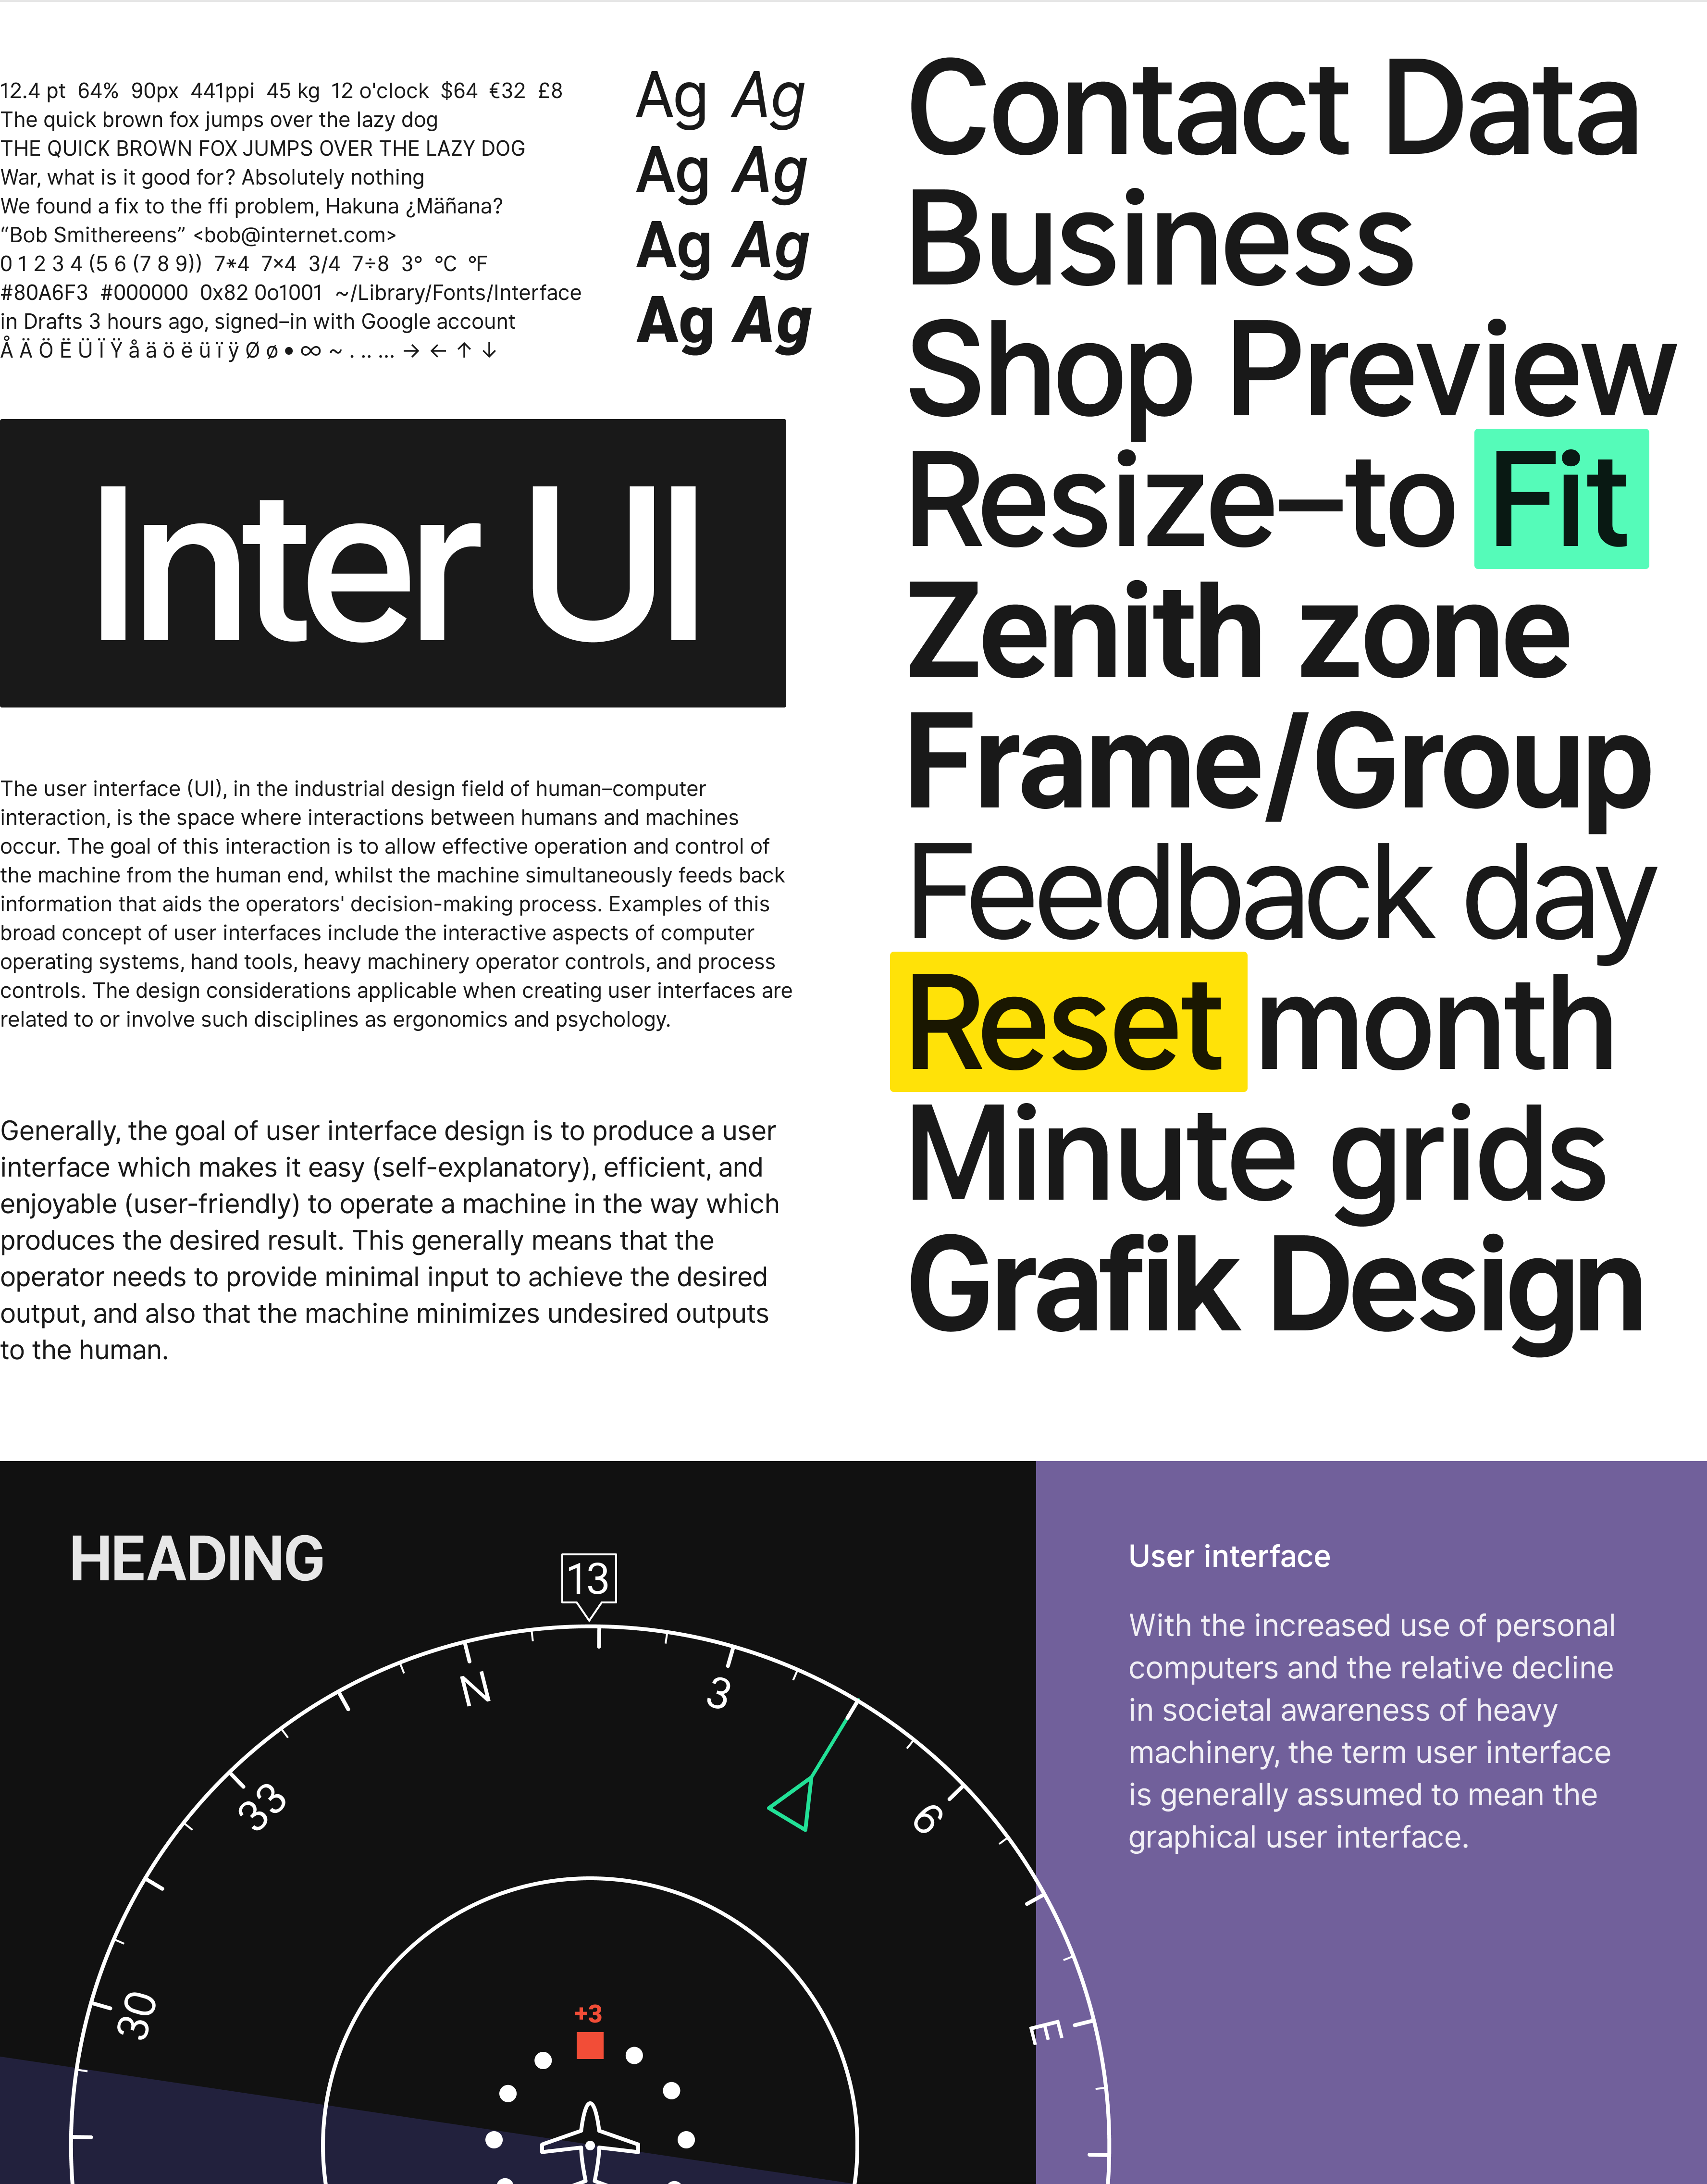 12.4 pt  64%  90px  441ppi  45 kg  12 o'clock  $64  €32  £8
The quick brown fox jumps over the lazy dog
THE QUICK BROWN FOX JUMPS OVER THE LAZY DOG
War, what is it good for? Absolutely nothing
We found a fix to the ffi problem, Hakuna ¿Mäñana?
“Bob Smithereens” <bob@internet.com>
0 1 2 3 4 (5 6 (7 8 9))  7*4  7×4  3/4  7÷8  3°  °C  °F
#80A6F3  #000000  0x82 0o1001  ~/Library/Fonts/Interface
in Drafts 3 hours ago, signed–in with Google account
Å Ä Ö Ë Ü Ï Ÿ å ä ö ë ü ï ÿ Ø ø • ∞ ~ . .. … → ← ↑ ↓
Ag Ag
Ag Ag
Ag Ag
Ag Ag
Inter UI
The user interface (UI), in the industrial design field of human–computer
interaction, is the space where interactions between humans and machines
occur. The goal of this interaction is to allow effective operation and control of
the machine from the human end, whilst the machine simultaneously feeds back
information that aids the operators' decision-making process. Examples of this
broad concept of user interfaces include the interactive aspects of computer
operating systems, hand tools, heavy machinery operator controls, and process
controls. The design considerations applicable when creating user interfaces are
related to or involve such disciplines as ergonomics and psychology.
Generally, the goal of user interface design is to produce a user
interface which makes it easy (self-explanatory), efficient, and
enjoyable (user-friendly) to operate a machine in the way which
produces the desired result. This generally means that the
operator needs to provide minimal input to achieve the desired
output, and also that the machine minimizes undesired outputs
to the human.
Contact Data
Business
Shop Preview
Resize–to Fit
Zenith zone
Frame/Group
Feedback day
Reset month
Minute grids
Grafik Design
HEADING
13
N
3
33
6
30
E
+3
User interface
With the increased use of personal
computers and the relative decline
in societal awareness of heavy
machinery, the term user interface
is generally assumed to mean the
graphical user interface.